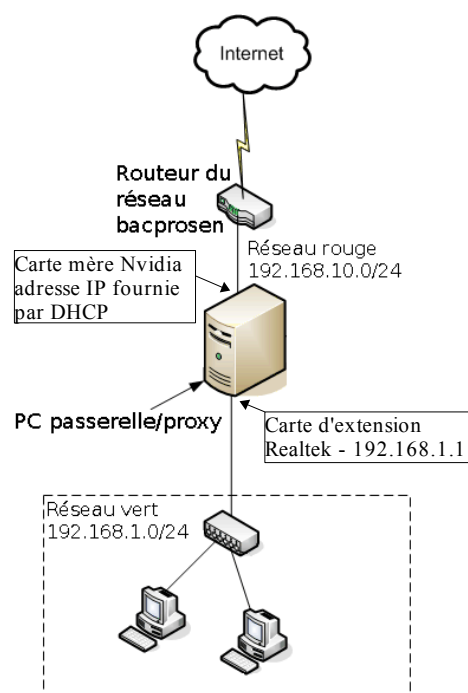 Internet
Routeur du
réseau
bacprosen
Réseau rouge
192.168.10.0/24
Carte mère Nvidia
adresse IP fournie
par DHCP
PC passerelle/proxy
Carte d'extension
Realtek - 192.168.1.1
Réseau vert
192.168.1.0/24